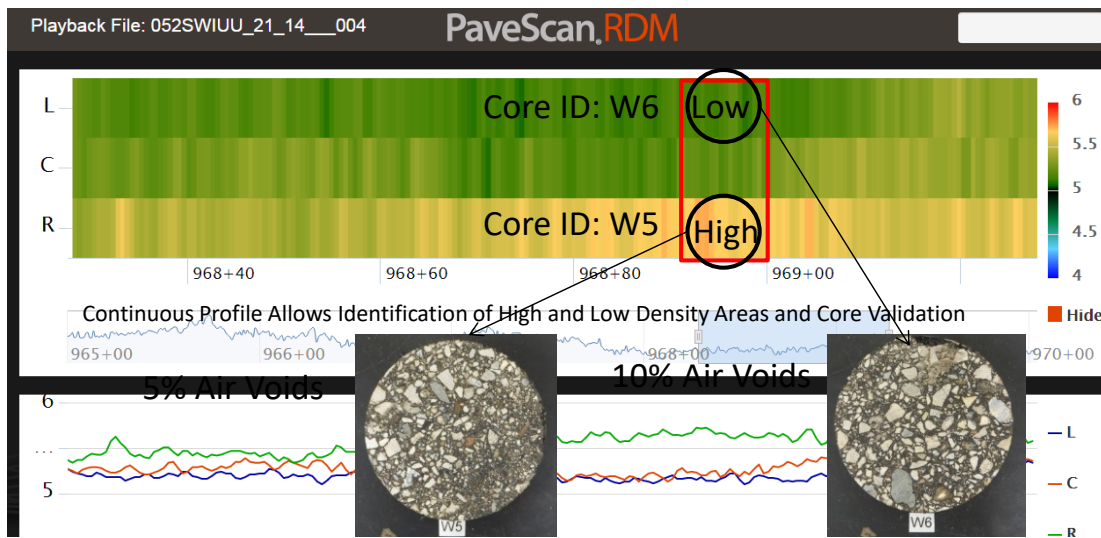 Playback File: 052SWIUU_21_14___004
PaveScan RDM
L
C
R
Core ID: W6
Low
Core ID: W5
High
6
5.5
5
4.5
4
968+40
968+60
968+80
969+00
Continuous Profile Allows Identification of High and Low Density Areas and Core Validation
Hide
965+00
966+00
968+00
970+00
5% Air Voids
10% Air Voids
6
...
5
L
C
R
W5
W6